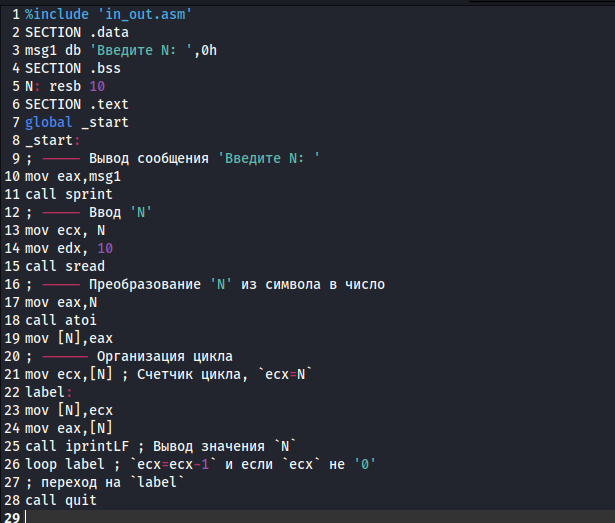 1 %include 'in_out.asm'
2 SECTION .data
3 msg1 db 'Введите N: ',0h
4 SECTION .bss
5 N: resb 10
6 SECTION .text
7 global _start
8 _start:
9 ; ----- Вывод сообщения 'Введите N: '
10 mov eax,msg1
11 call sprint
12 ; ----- Ввод 'N'
13 mov ecx, N
14 mov edx, 10
15 call sread
16 ; ----- Преобразование 'N' из символа в число
17 mov eax,N
18 call atoi
19 mov [N],eax
20 ; ------ Организация цикла
21 mov ecx,[N] ; Счетчик цикла, `ecx=N`
22 label:
23 mov [N],ecx
24 mov eax,[N]
25 call iprintLF ; Вывод значения `N`
26 loop label ; `ecx=ecx-1` и если `ecx` не '0'
27 ; переход на `label`
28 call quit
29